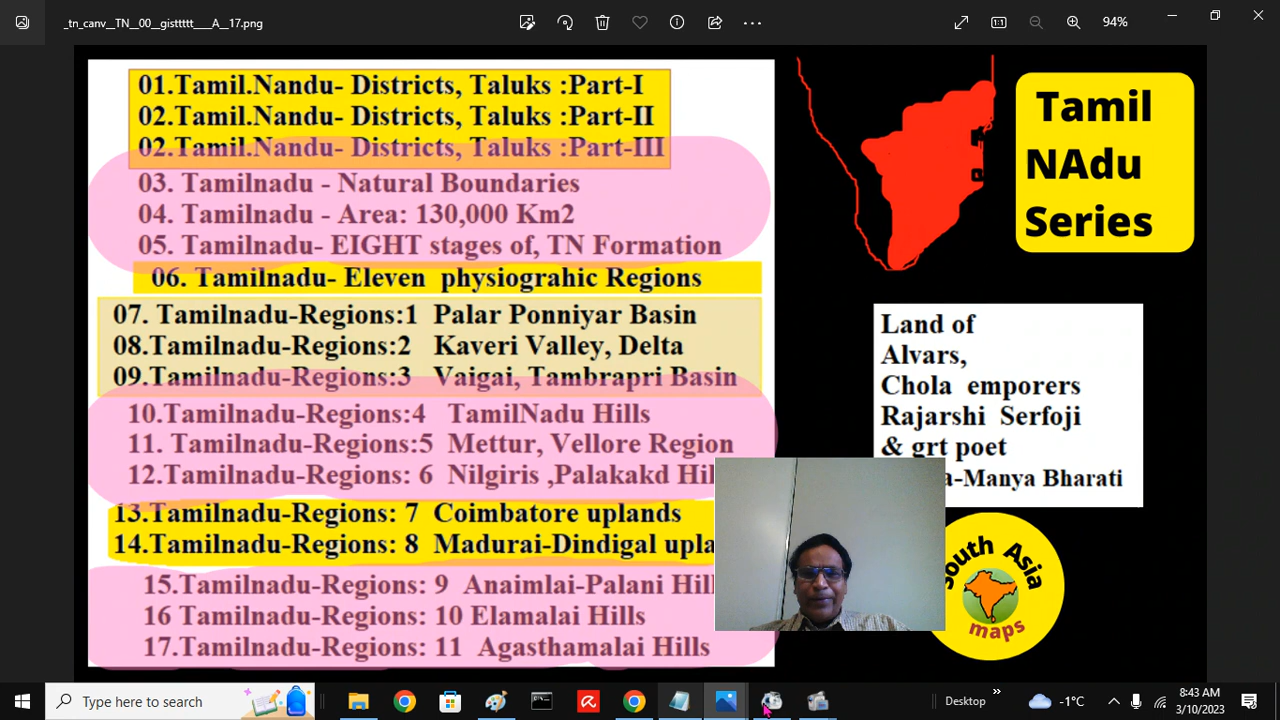 _tn_canv__TN__00__gisttttt____A__17.png
94%
01.Tamil.Nandu- Districts, Taluks :Part-I
02.Tamil.Nandu- Districts, Taluks :Part-II
02.Tamil.Nandu- Districts, Taluks :Part-III
03. Tamilnadu - Natural Boundaries
04. Tamilnadu - Area: 130,000 Km2
05. Tamilnadu- EIGHT stages of, TN Formation
06. Tamilnadu- Eleven physiograhic Regions
07. Tamilnadu-Regions:1 Palar Ponniyar Basin
08.Tamilnadu-Regions:2 Kaveri Valley, Delta
09.Tamilnadu-Regions:3 Vaigai, Tambrapri Basin
10.Tamilnadu-Regions:4 TamilNadu Hills
11. Tamilnadu-Regions:5 Mettur, Vellore Region
12.Tamilnadu-Regions: 6 Nilgiris ,Palakakd
13.Tamilnadu-Regions: 7 Coimbatore uplands
14.Tamilnadu-Regions: 8 Madurai-Dindigal
15.Tamilnadu-Regions: 9 Anaimlai-Palani
16 Tamilnadu-Regions: 10 Elamalai Hills
17.Tamilnadu-Regions: 11 Agasthamalai Hills
Tamil
NAdu
Series
Land of
Alvars,
Chola emporers
Rajarshi Serfoji
& grt poet
a-Manya Bharati
South Asia
maps
Type here to search
Desktop
-1°C
8:43 AM
3/10/2023